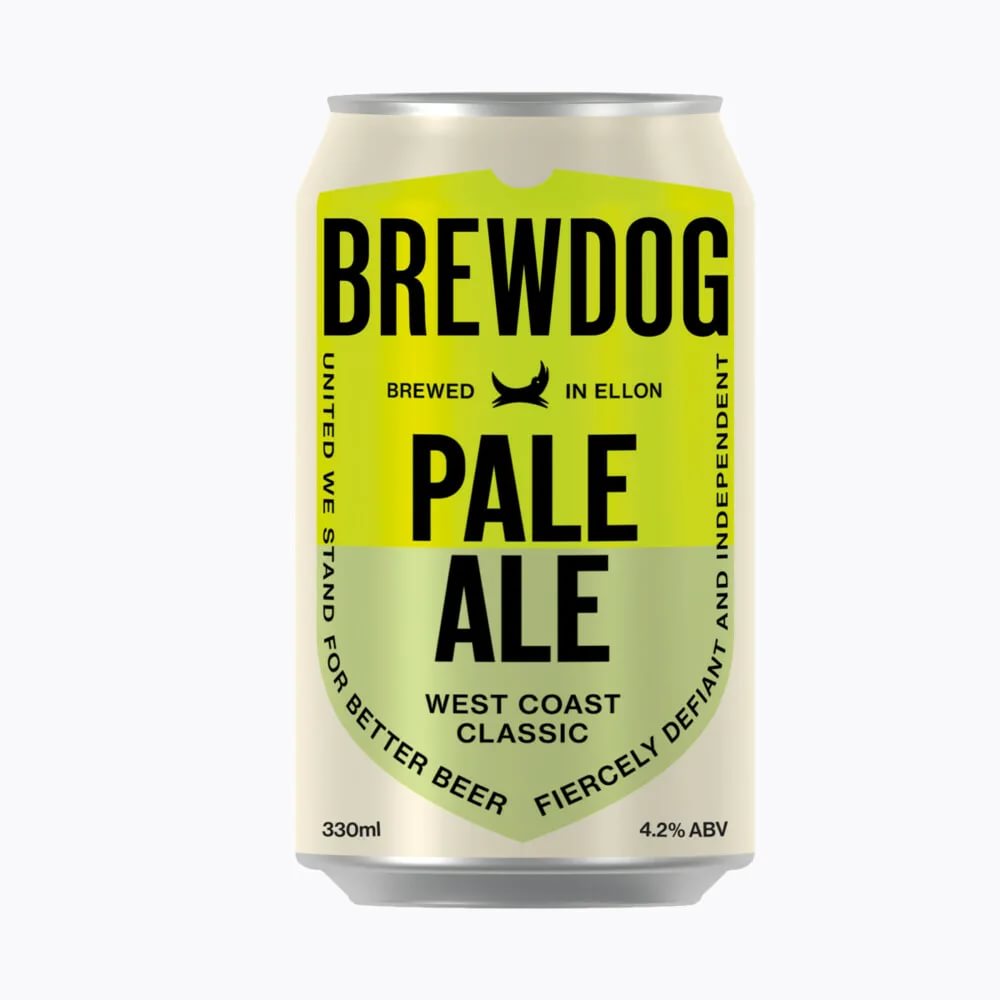 BREWDOG
BREWED IN ELLON
PALE
ALE
WEST COAST
CLASSIC
UNITED WE STAND FOR BETTER BEER
FIERCELY DEFIANT AND INDEPENDENT
330ml
4.2% ABV